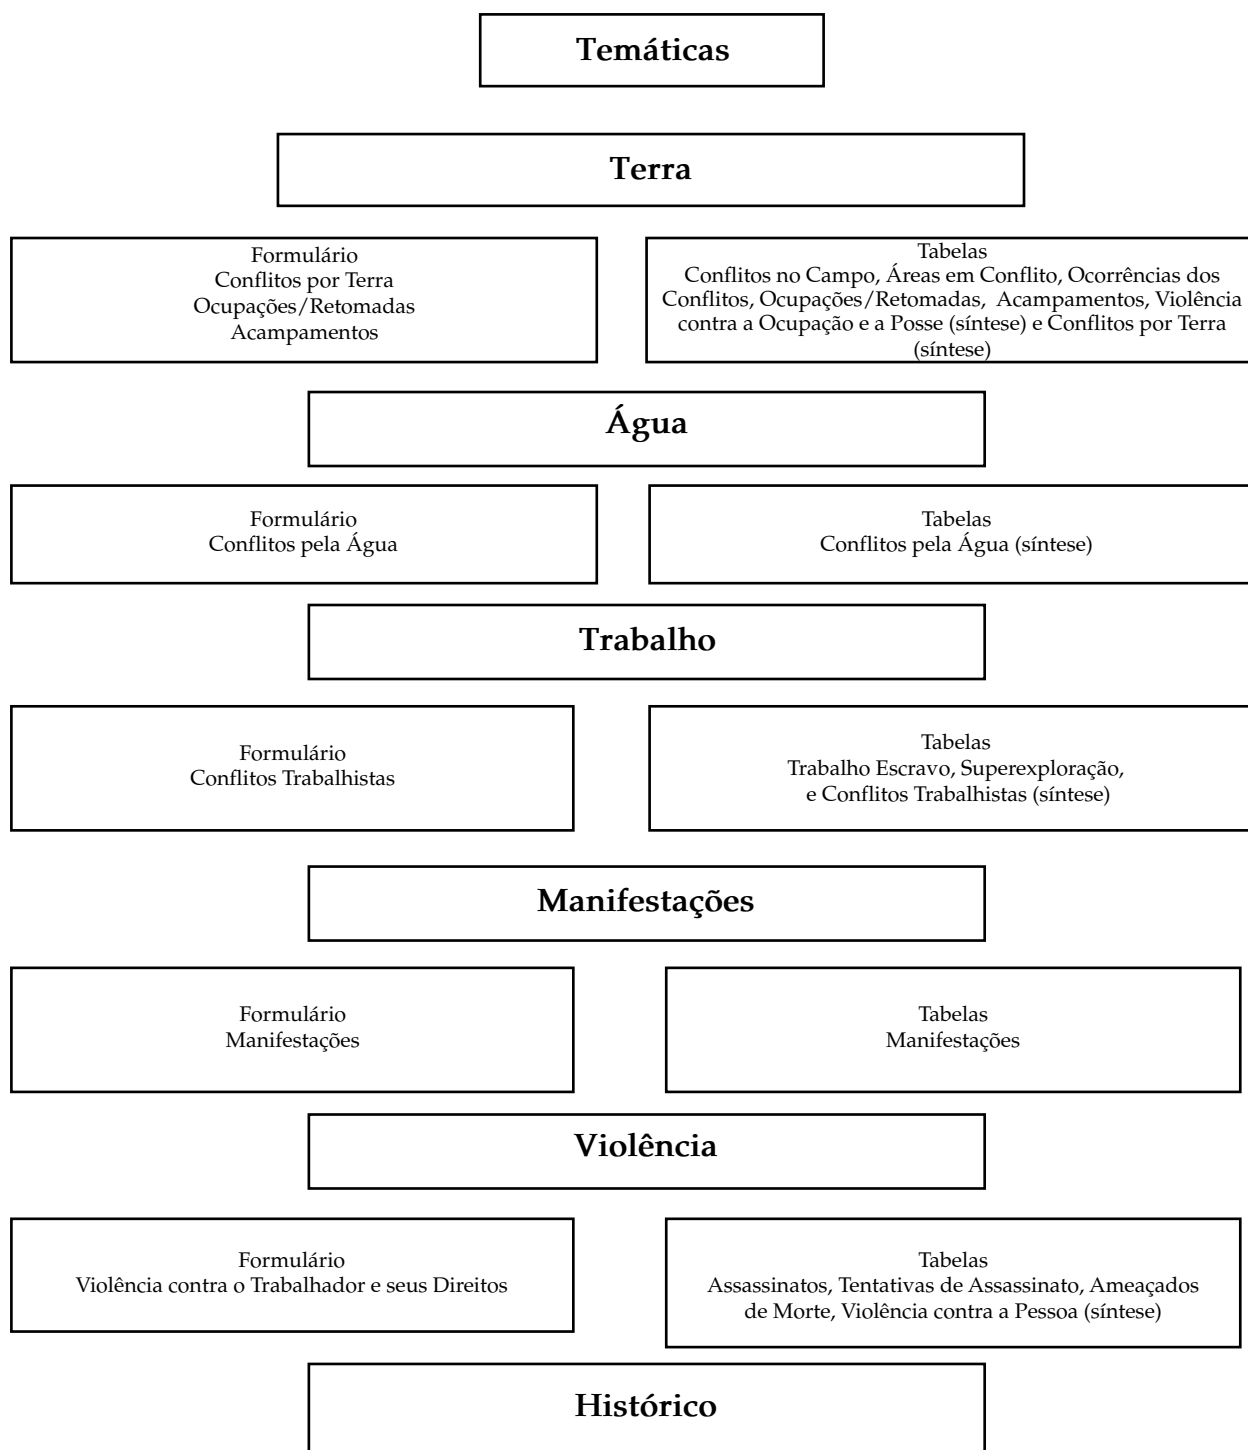 Temáticas
Terra
Formulário
Conflitos por Terra
Ocupações/Retomadas
Acampamentos
Tabelas
Conflitos no Campo, Áreas em Conflito, Ocorrências dos
Conflitos, Ocupações/Retomadas, Acampamentos, Violência
contra a Ocupação e a Posse (síntese) e Conflitos por Terra
(síntese)
Água
Formulário
Conflitos pela Água
Tabelas
Conflitos pela Água (síntese)
Trabalho
Formulário
Conflitos Trabalhistas
Tabelas
Trabalho Escravo, Superexploração,
e Conflitos Trabalhistas (síntese)
Manifestações
Formulário
Manifestações
Tabelas
Manifestações
Violência
Formulário
Violência contra o Trabalhador e seus Direitos
Tabelas
Assassinatos, Tentativas de Assassinato, Ameaçados
de Morte, Violência contra a Pessoa (síntese)
Histórico